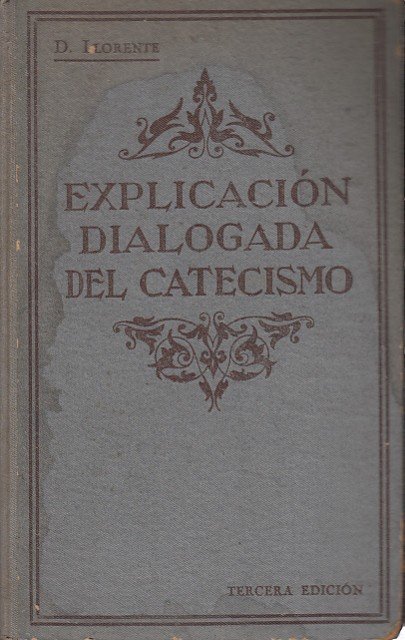 D. LLORENTE
EXPLICACIÓN
DIALOGADA
DEL CATECISMO
TERCERA EDICIÓN